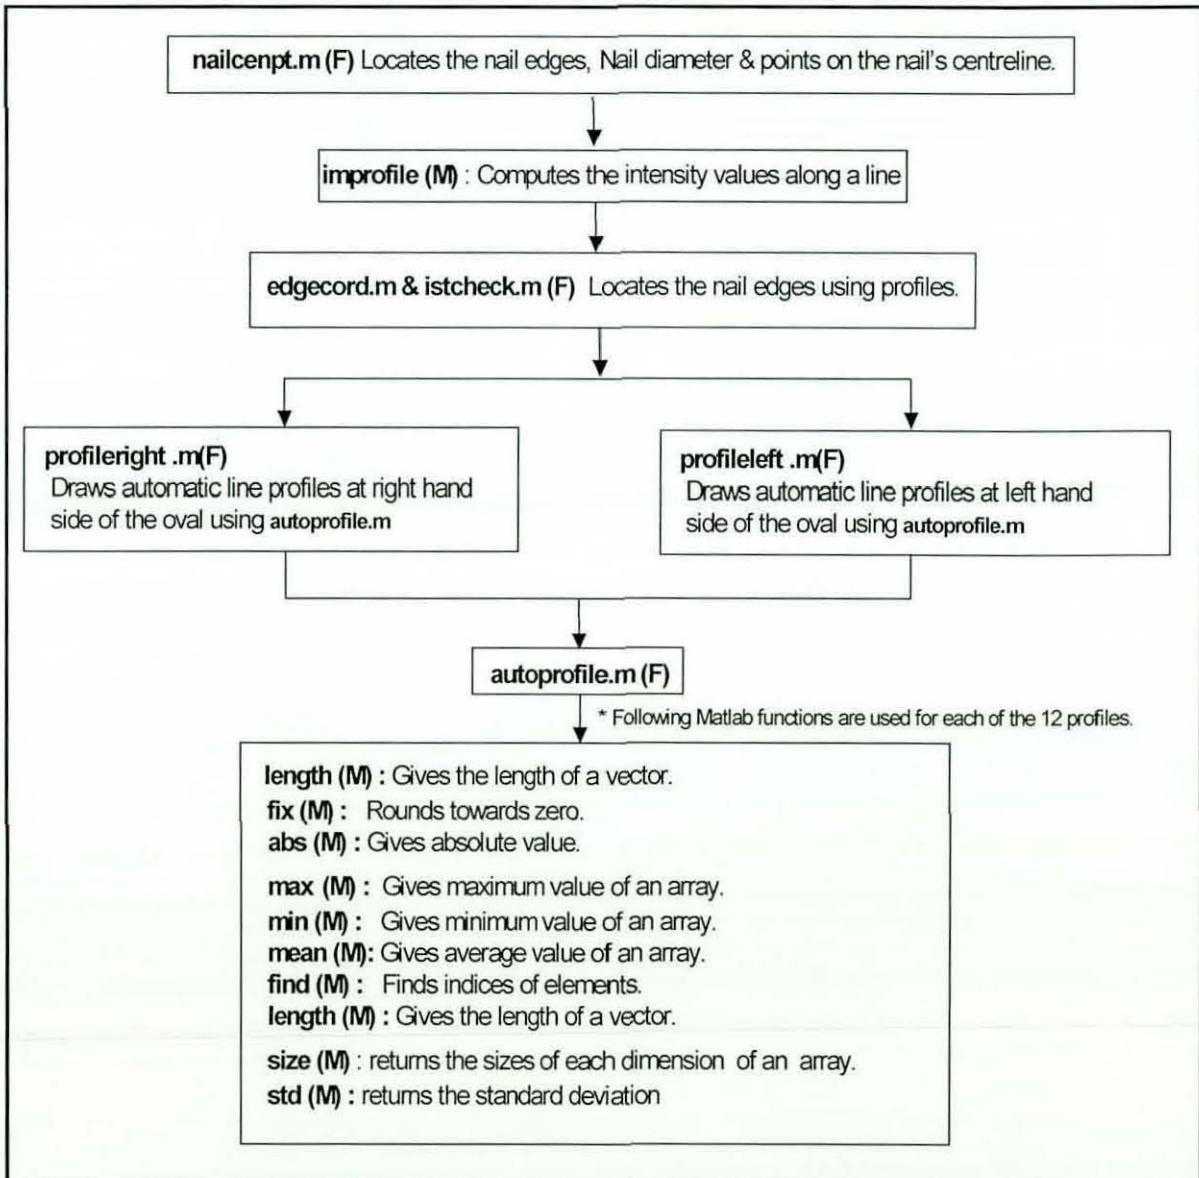 nailcenpt.m (F) Locates the nail edges, Nail diameter & points on the nail's centreline.
improfile (M) : Computes the intensity values along a line
edgecord.m & istcheck.m (F) Locates the nail edges using profiles.
profileright .m(F)
Draws automatic line profiles at right hand
side of the oval using autoprofile.m
profileleft .m(F)
Draws automatic line profiles at left hand
side of the oval using autoprofile.m
autoprofile.m (F)
* Following Matlab functions are used for each of the 12 profiles.
length (M) : Gives the length of a vector.
fix (M) : Rounds towards zero.
abs (M) : Gives absolute value.
max (M) : Gives maximum value of an array.
min (M) : Gives minimum value of an array.
mean (M): Gives average value of an array.
find (M) : Finds indices of elements.
length (M) : Gives the length of a vector.
size (M) : returns the sizes of each dimension of an array.
std (M) : returns the standard deviation